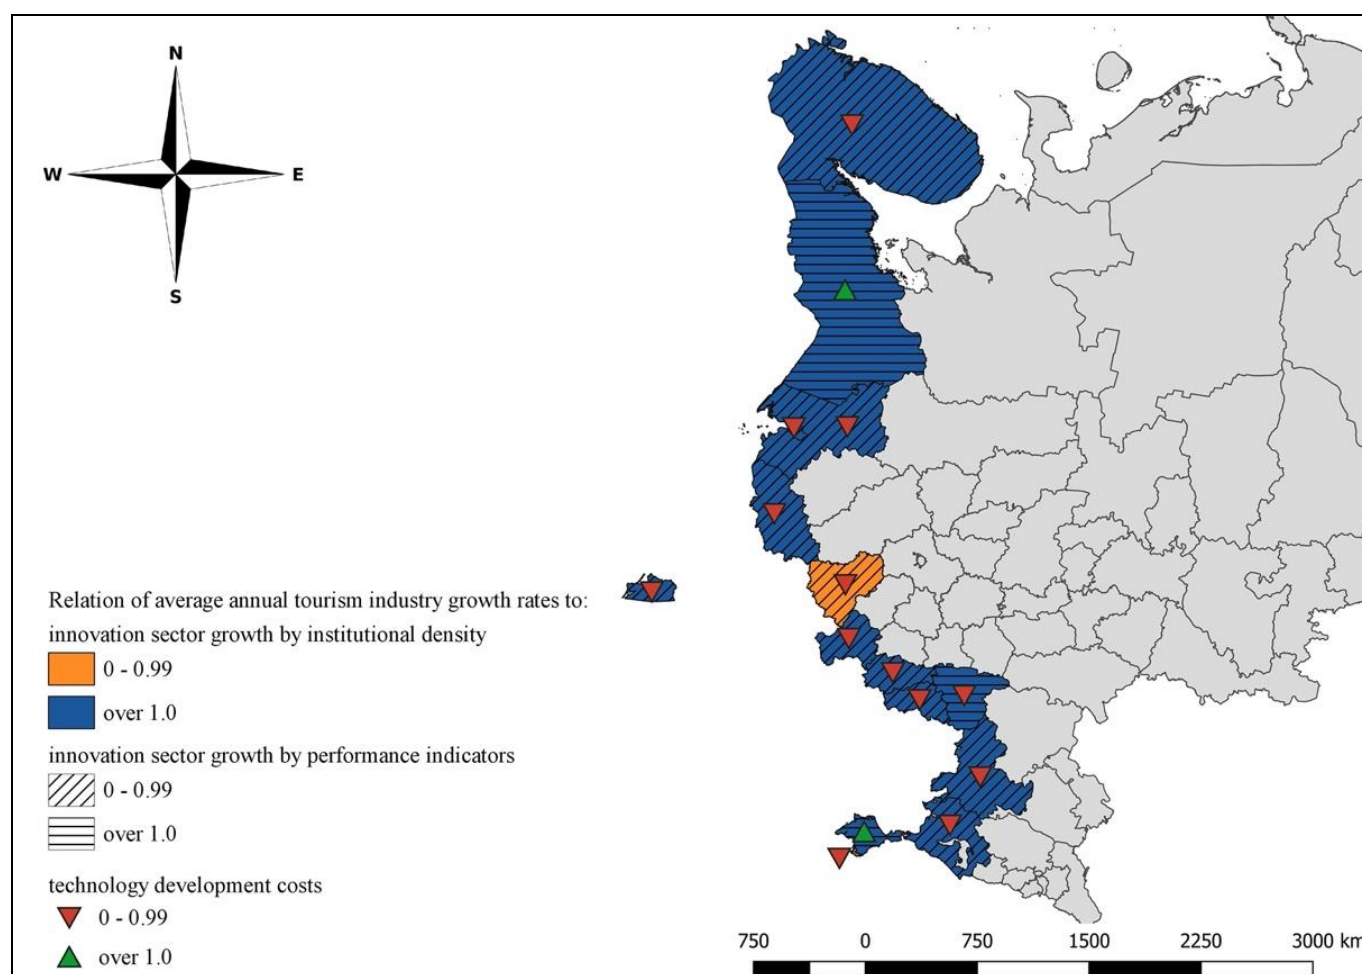 N
W
E
S
Relation of average annual tourism industry growth rates to:
innovation sector growth by institutional density
0 - 0.99
over 1.0
innovation sector growth by performance indicators
0 - 0.99
over 1.0
technology development costs
0 - 0.99
over 1.0
750 0 750 1500 2250 3000 km